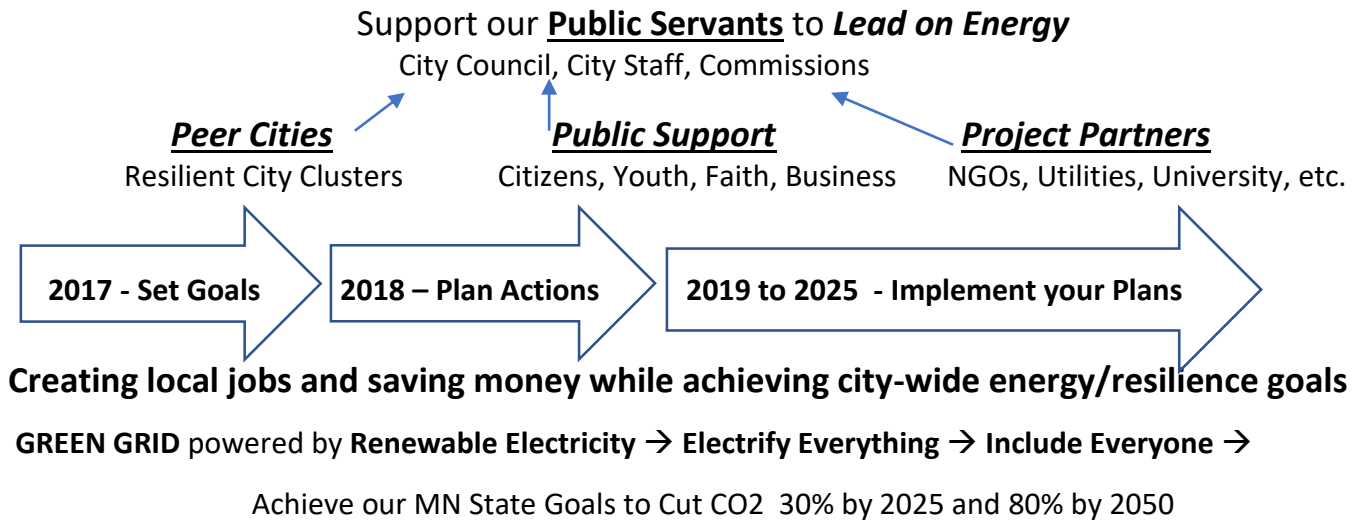 Support our Public Servants to Lead on Energy
City Council, City Staff, Commissions
Peer Cities
Public Support
Project Partners
Resilient City Clusters
Citizens, Youth, Faith, Business
NGOs, Utilities, University, etc.
2017 - Set Goals
2018 – Plan Actions
2019 to 2025  - Implement your Plans
Creating local jobs and saving money while achieving city-wide energy/resilience goals
GREEN GRID powered by Renewable Electricity → Electrify Everything → Include Everyone →
Achieve our MN State Goals to Cut CO2  30% by 2025 and 80% by 2050